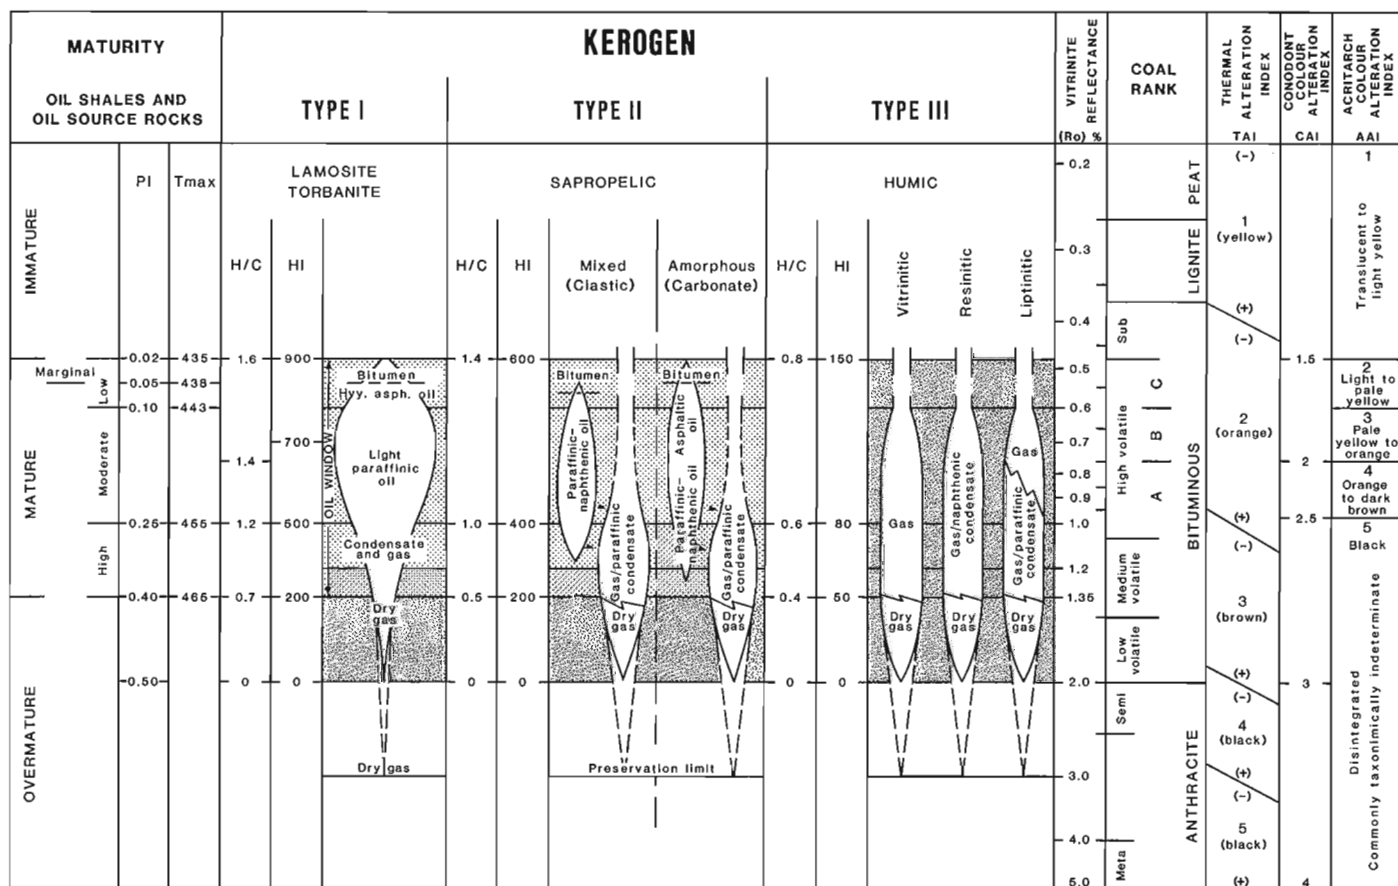 MATURITY
OIL SHALES AND
OIL SOURCE ROCKS
KEROGEN
TYPE I
TYPE II
TYPE III
VITRINITE
REFLECTANCE
(Ro) %
COAL
RANK
THERMAL
ALTERATION
INDEX
TAI
CONODONT
COLOUR
ALTERATION
INDEX
CAI
ACRITARCH
COLOUR
ALTERATION
INDEX
AAI
PI
Tmax
LAMOSITE
TORBANITE
SAPROPELIC
HUMIC
H/C
HI
H/C
HI
Mixed
(Clastic)
Amorphous
(Carbonate)
H/C
HI
Vitrinitic
Resinitic
Liptinitic
IMMATURE
MATURE
OVERMATURE
Marginal
Low
Moderate
High
0.02
0.05
0.10
0.25
0.40
0.50
435
438
443
465
466
1.6
1.4
1.2
0.7
0
900
700
500
200
0
OIL WINDOW
Bitumen
Hyy. asph. oil
Light
paraffinic
oil
Condensate
and gas
Dry
gas
Dry gas
1.4
1.0
0.5
0
600
400
200
0
Bitumen
Paraffinic-
naphthenic oil
Gas/paraffinic
condensate
Dry
gas
Bitumen
Asphaltic
oil
Paraffinic-
naphthenic oil
Gas/paraffinic
condensate
Dry
gas
Preservation limit
0.8
0.6
0.4
0
150
80
50
0
Gas
Dry
gas
Gas/naphthenic
condensate
Dry
gas
Gas
Gas/paraffinic
condensate
Dry
gas
0.2
0.3
0.4
0.5
0.6
0.7
0.8
0.9
1.0
1.2
1.35
2.0
3.0
4.0
5.0
PEAT
LIGNITE
Sub
C
B
A
High volatile
Medium
volatile
Low
volatile
BITUMINOUS
Semi
Meta
ANTHRACITE
(-)
1
(yellow)
(+)
(-)
2
(orange)
(+)
(-)
3
(brown)
(+)
(-)
4
(black)
(+)
(-)
5
(black)
(+)
1.5
2
2.5
3
4
1
Translucent to
light yellow
2
Light to
pale
yellow
3
Pale
yellow to
orange
4
Orange
to dark
brown
5
Black
Disintegrated
Commonly taxonimically indeterminate